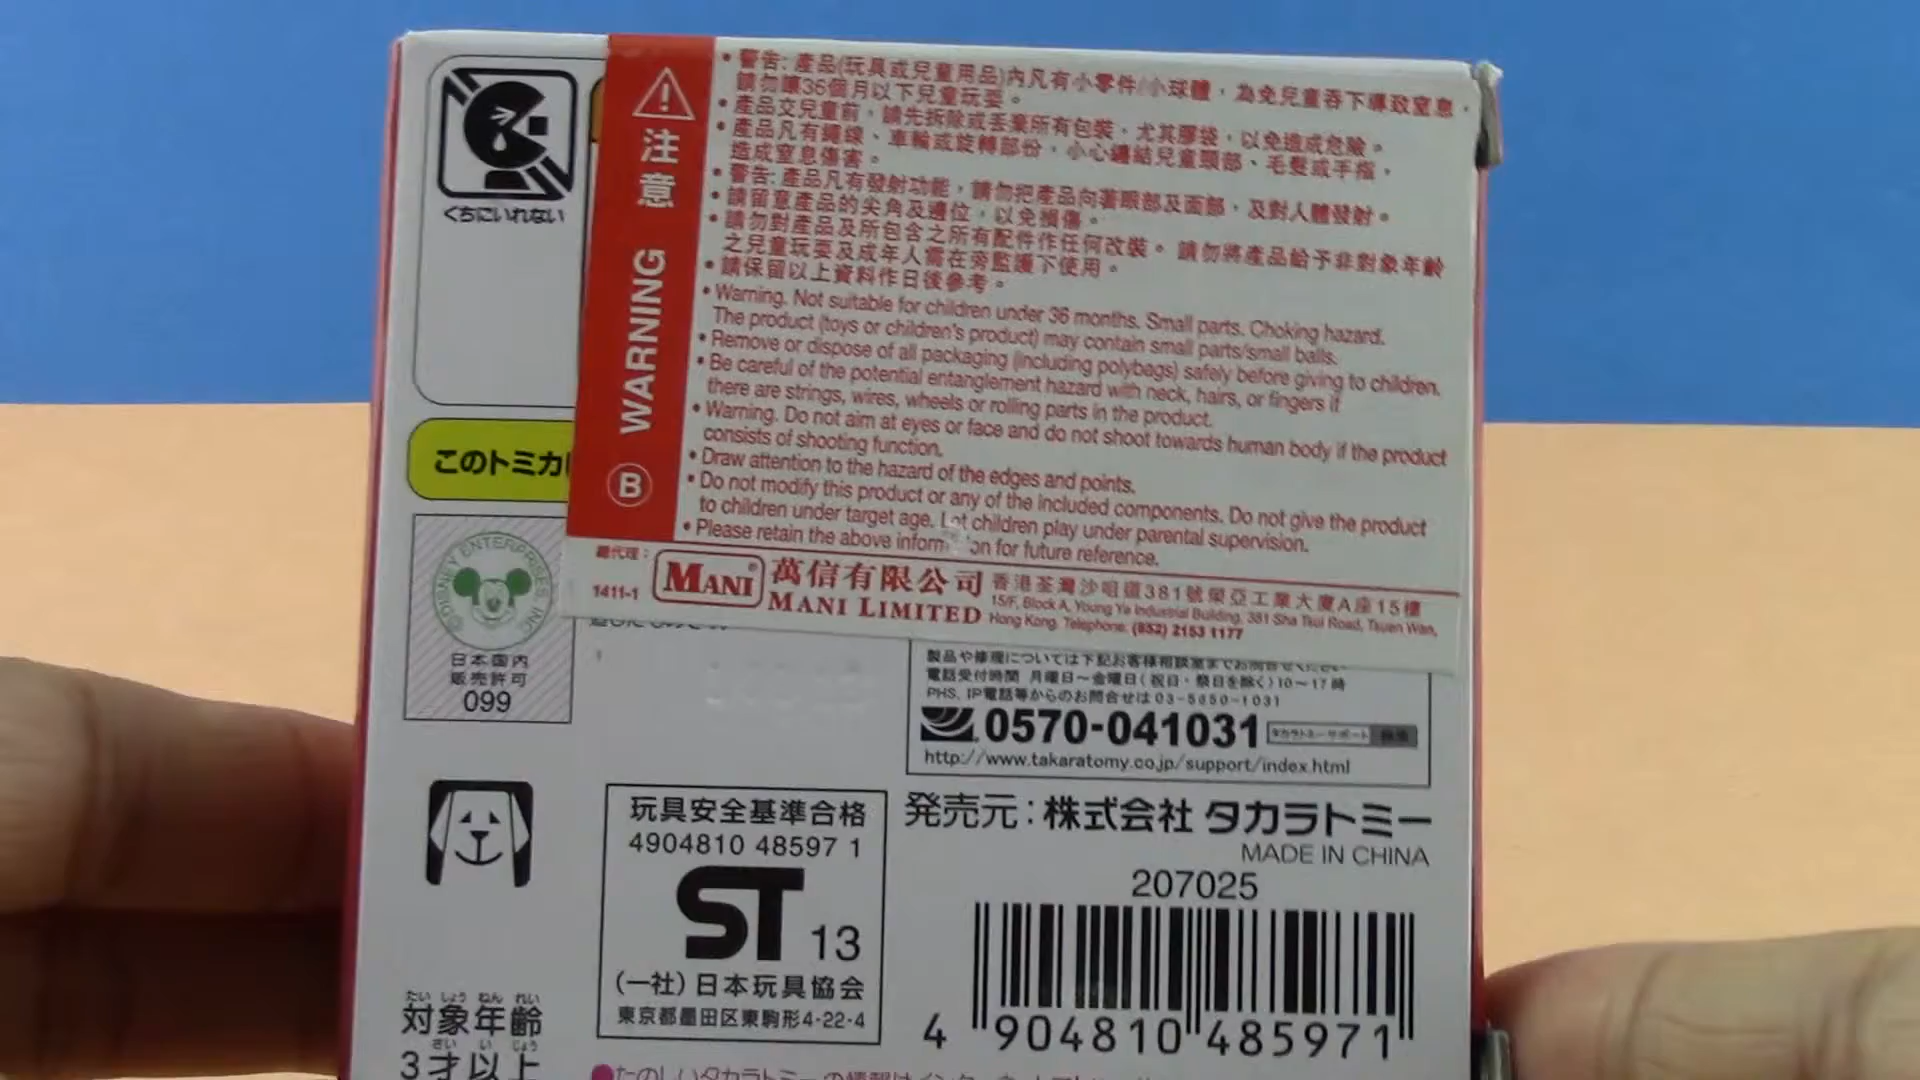 くちにいれない
このトミカ
注意
WARNING
B
• 警告: 產品(玩具或兒童用品)內凡有小零件/小球體，為免兒童吞下導致窒息，
請勿讓36個月以下兒童玩耍。
• 產品交兒童前，請先拆除或丟棄所有包裝，尤其膠袋，以免造成危險。
• 產品凡有繩線、車輪或旋轉部份，小心纏結兒童頸部、毛髮或手指，
造成窒息傷害。
• 警告: 產品凡有發射功能，請勿把產品向著眼部及面部，及對人體發射。
• 請留意產品的尖角及邊位，以免損傷。
• 請勿對產品及所包含之所有配件作任何改裝。 請勿將產品給予非對象年齡
之兒童玩耍及成年人需在旁監護下使用。
• 請保留以上資料作日後參考。
• Warning. Not suitable for children under 36 months. Small parts. Choking hazard.
The product (toys or children's product) may contain small parts/small balls.
• Remove or dispose of all packaging (including polybags) safely before giving to children.
• Be careful of the potential entanglement hazard with neck, hairs, or fingers if
there are strings, wires, wheels or rolling parts in the product.
• Warning. Do not aim at eyes or face and do not shoot towards human body if the product
consists of shooting function.
• Draw attention to the hazard of the edges and points.
• Do not modify this product or any of the included components. Do not give the product
to children under target age. Let children play under parental supervision.
• Please retain the above information for future reference.
總代理：
1411-1
MANI® 萬信有限公司
MANI LIMITED
香港荃灣沙咀道381號榮亞工業大廈A座15樓
15/F, Block A, Young Ya Industrial Building, 381 Sha Tsui Road, Tsuen Wan,
Hong Kong. Telephone: (852) 2153 1177
©DISNEY ENTERPRISES INC
日本国内
販売許可
099
製品や修理については下記お客様相談室までお問合せください
電話受付時間 月曜日〜金曜日(祝日・祭日を除く)10〜17時
PHS、IP電話等からのお問合せは03-5650-1031
0570-041031
タカラトミーサポート 検索
http://www.takaratomy.co.jp/support/index.html
玩具安全基準合格
4904810 48597 1
ST 13
(一社)日本玩具協会
東京都墨田区東駒形4-22-4
発売元：株式会社 タカラトミー
MADE IN CHINA
207025
4 904810 485971
たいしょうねんれい
対象年齢
さい いじょう
3才以上
●たのしいタカラトミーの情報はインターネットで!